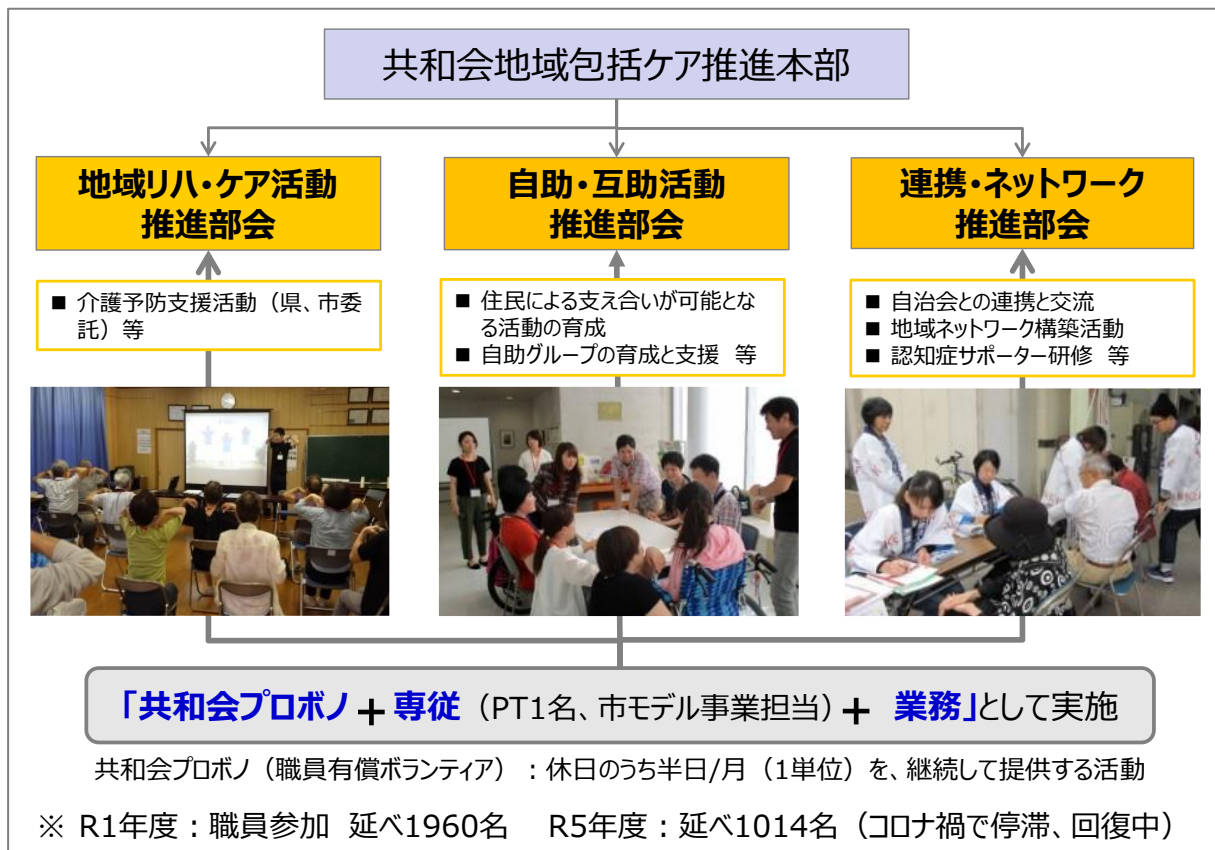 共和会地域包括ケア推進本部
地域リハ・ケア活動
推進部会
自助・互助活動
推進部会
連携・ネットワーク
推進部会
■ 介護予防支援活動（県、市委
託）等
■ 住民による支え合いが可能とな
る活動の育成
■ 自助グループの育成と支援 等
■ 自治会との連携と交流
■ 地域ネットワーク構築活動
■ 認知症サポーター研修 等
「共和会プロボノ＋専従（PT1名、市モデル事業担当）＋ 業務」として実施
共和会プロボノ（職員有償ボランティア）：休日のうち半日/月（1単位）を、継続して提供する活動
※ R1年度：職員参加 延べ1960名 R5年度：延べ1014名（コロナ禍で停滞、回復中）